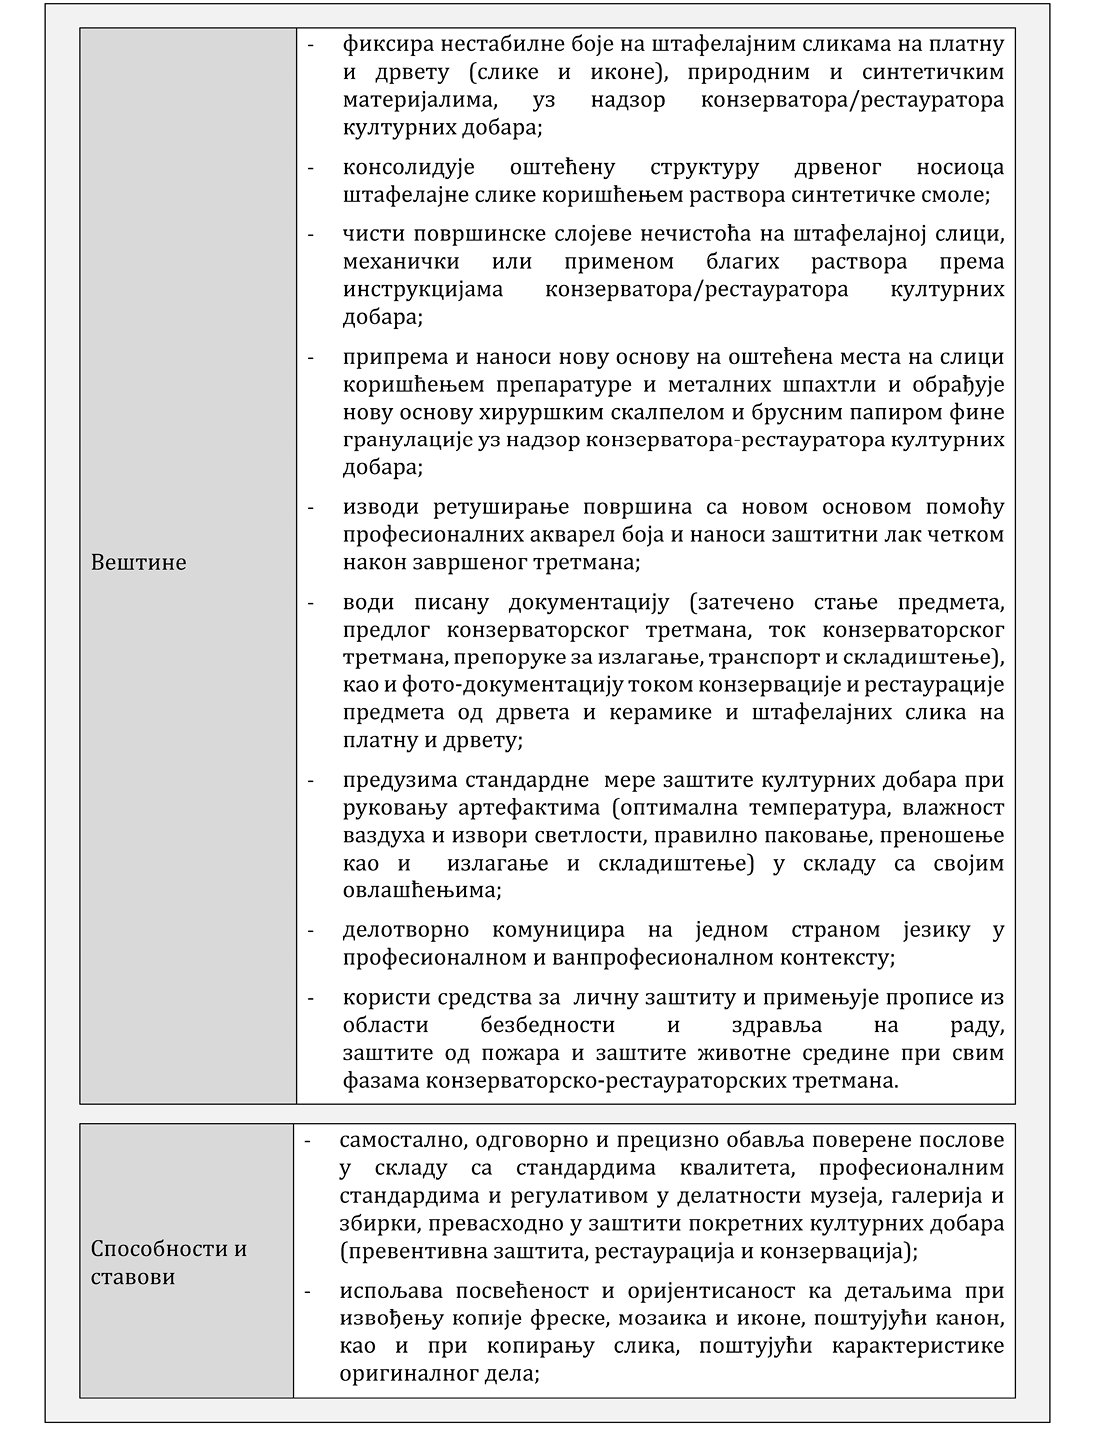 Вештине
- фиксира нестабилне боје на штафелајним сликама на платну
и дрвету (слике и иконе), природним и синтетичким
материјалима, уз надзор конзерватора/рестауратора
културних добара;
- консолидује оштећену структуру дрвеног носиоца
штафелајне слике коришћењем раствора синтетичке смоле;
- чисти површинске слојеве нечистоћа на штафелајној слици,
механички или применом благих раствора према
инструкцијама конзерватора/рестауратора културних
добара;
- припрема и наноси нову основу на оштећена места на слици
коришћењем препаратуре и металних шпахтли и обрађује
нову основу хируршким скалпелом и брусним папиром фине
гранулације уз надзор конзерватора-рестауратора културних
добара;
- изводи ретуширање површина са новом основом помоћу
професионалних акварел боја и наноси заштитни лак четком
након завршеног третмана;
- води писану документацију (затечено стање предмета,
предлог конзерваторског третмана, ток конзерваторског
третмана, препоруке за излагање, транспорт и складиштење),
као и фото-документацију током конзервације и рестаурације
предмета од дрвета и керамике и штафелајних слика на
платну и дрвету;
- предузима стандардне мере заштите културних добара при
руковању артефактима (оптимална температура, влажност
ваздуха и извори светлости, правилно паковање, преношење
као и излагање и складиштење) у складу са својим
овлашћењима;
- делотворно комуницира на једном страном језику у
професионалном и ванпрофесионалном контексту;
- користи средства за личну заштиту и примењује прописе из
области безбедности и здравља на раду,
заштите од пожара и заштите животне средине при свим
фазама конзерваторско-рестаураторских третмана.
Способности и
ставови
- самостално, одговорно и прецизно обавља поверене послове
у складу са стандардима квалитета, професионалним
стандардима и регулативом у делатности музеја, галерија и
збирки, превасходно у заштити покретних културних добара
(превентивна заштита, рестаурација и конзервација);
- испољава посвећеност и оријентисаност ка детаљима при
извођењу копије фреске, мозаика и иконе, поштујући канон,
као и при копирању слика, поштујући карактеристике
оригиналног дела;